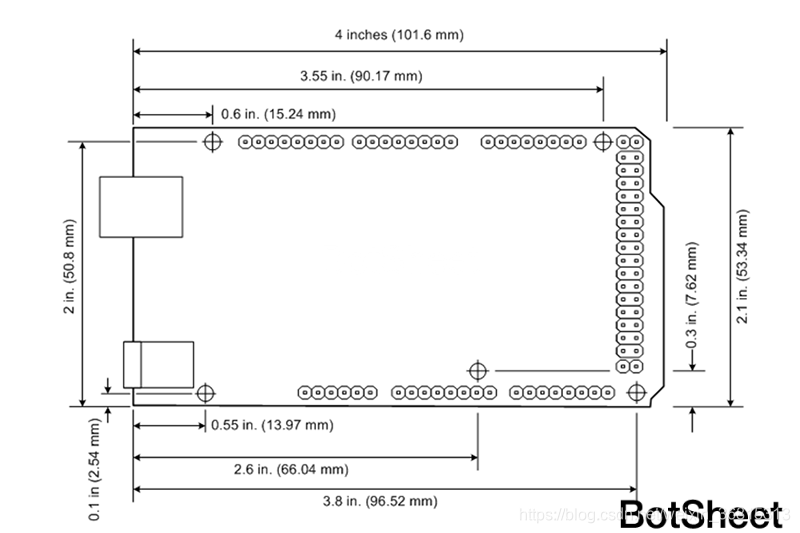 4 inches (101.6 mm)
3.55 in. (90.17 mm)
0.6 in. (15.24 mm)
2 in. (50.8 mm)
0.3 in. (7.62 mm)
2.1 in. (53.34 mm)
0.1 in (2.54 mm)
0.55 in. (13.97 mm)
2.6 in. (66.04 mm)
3.8 in. (96.52 mm)
BotSheet